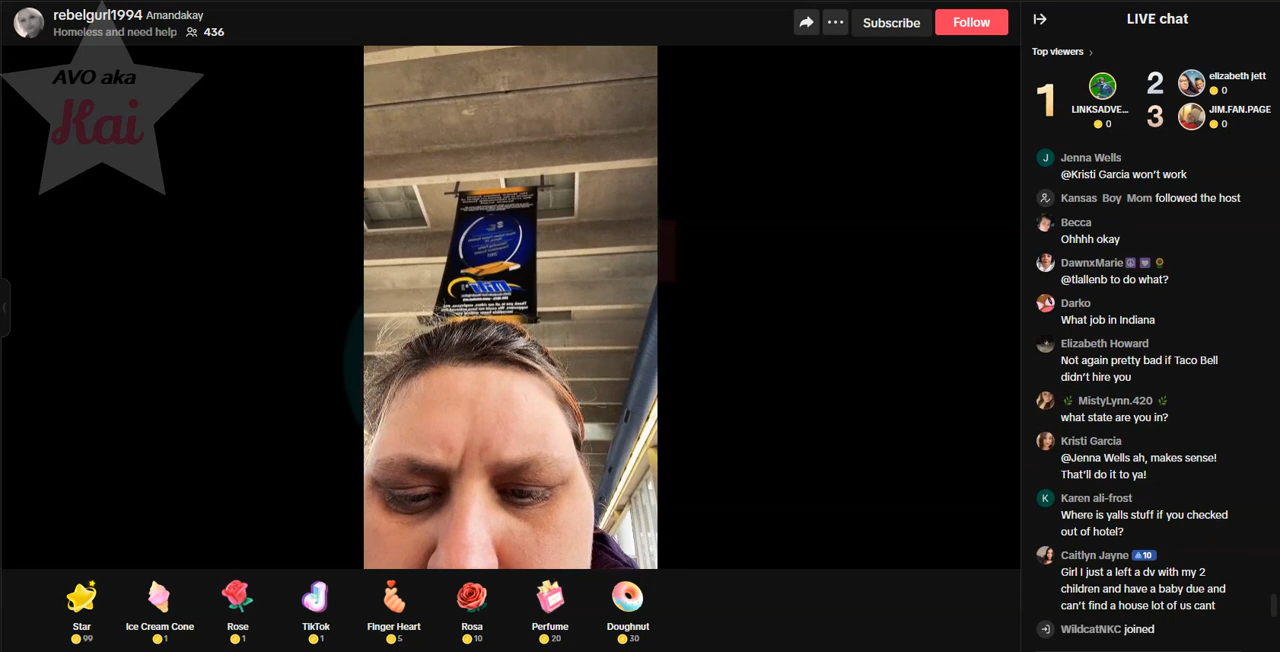 rebelgurl1994 Amandakay
Homeless and need help 436
Subscribe
Follow
AVO aka
Kai
LIVE chat
Top viewers
1
LINKSADVE...
0
2
elizabeth jett
0
3
JIM.FAN.PAGE
0
J
Jenna Wells
@Kristi Garcia won't work
Kansas Boy Mom followed the host
Becca
Ohhhh okay
DawnxMarie
@tlallenb to do what?
Darko
What job in Indiana
Elizabeth Howard
Not again pretty bad if Taco Bell
didn't hire you
MistyLynn.420
what state are you in?
Kristi Garcia
@Jenna Wells ah, makes sense!
That'll do it to ya!
K
Karen ali-frost
Where is yalls stuff if you checked
out of hotel?
Caitlyn Jayne 10
Girl I just a left a dv with my 2
children and have a baby due and
can't find a house lot of us cant
WildcatNKC joined
Star
99
Ice Cream Cone
1
Rose
1
TikTok
1
Finger Heart
5
Rosa
10
Perfume
20
Doughnut
30